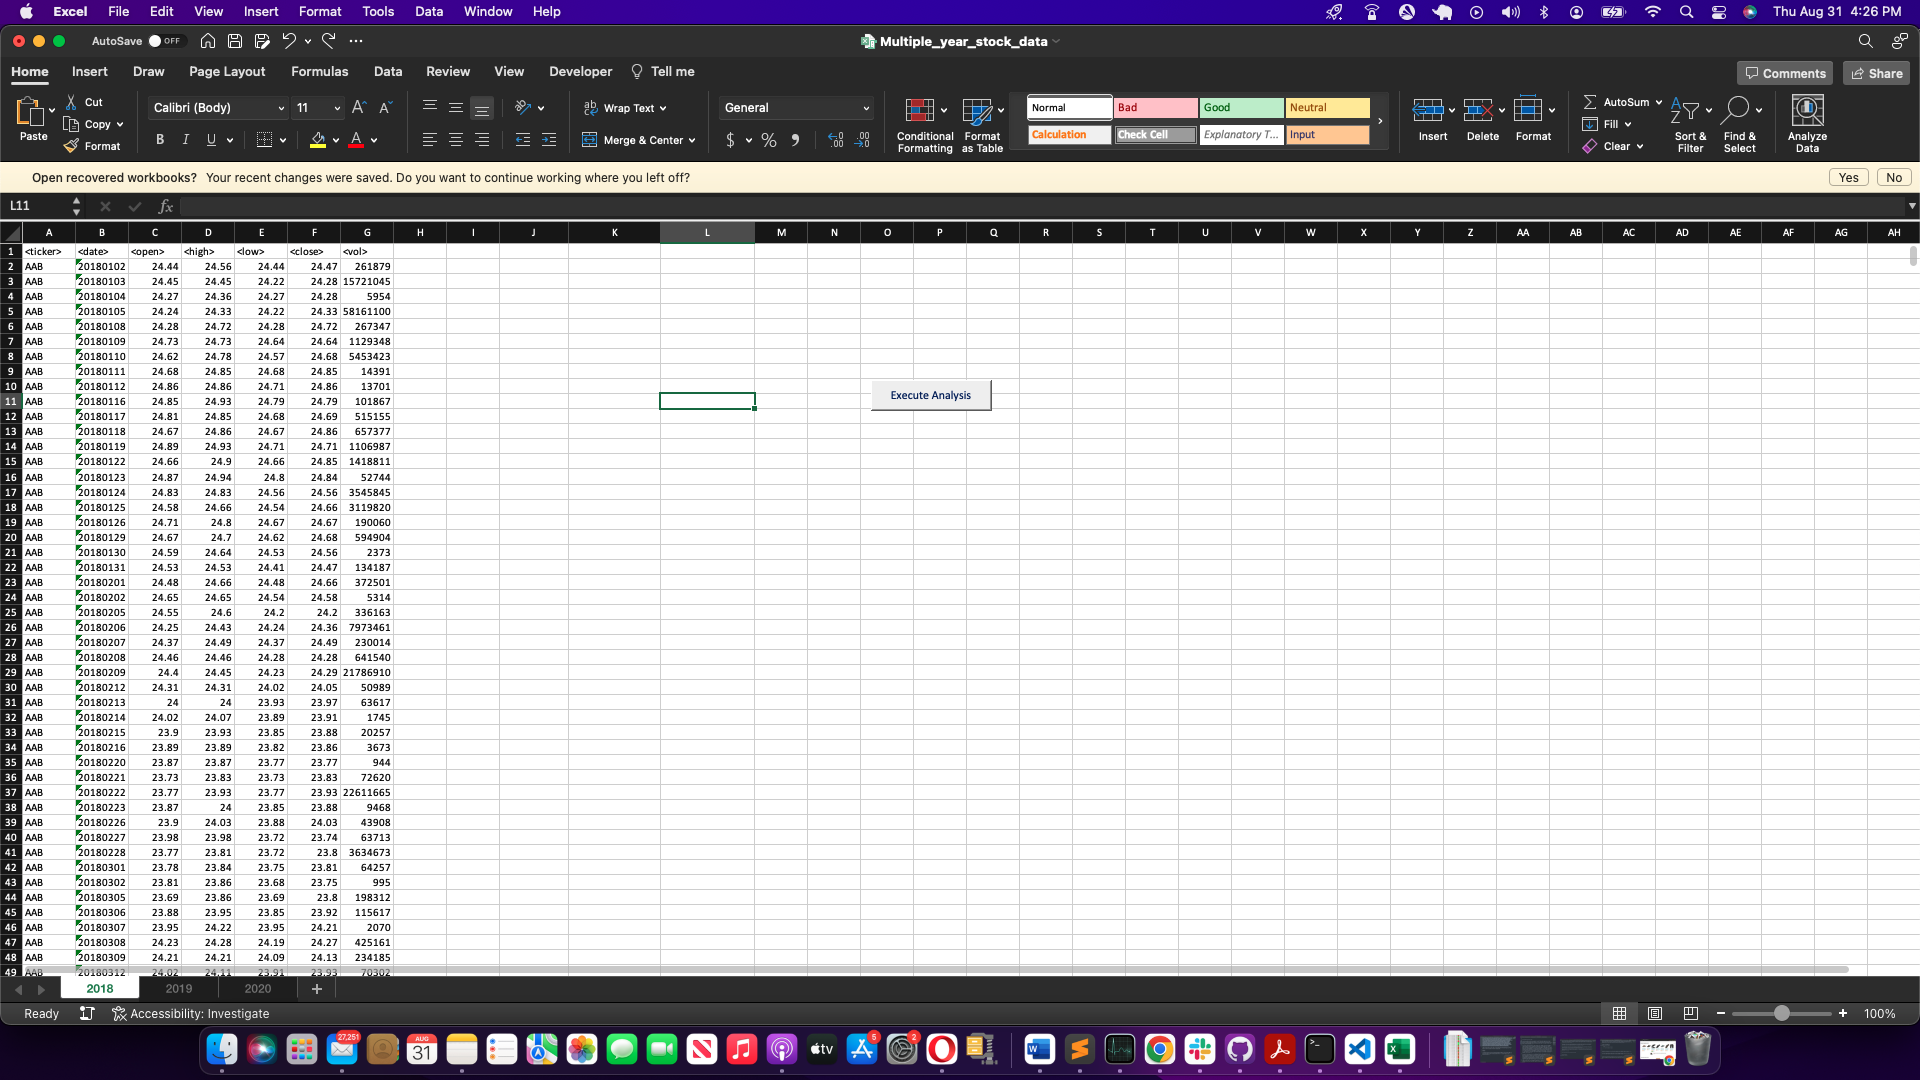 Excel File Edit View Insert Format Tools Data Window Help Thu Aug 31 4:26 PM
AutoSave OFF Multiple_year_stock_data
Home Insert Draw Page Layout Formulas Data Review View Developer Tell me Comments Share
Paste Cut Copy Format
Calibri (Body) 11
B I U
Wrap Text
Merge & Center
General
$ % 9
Conditional Formatting
Format as Table
Normal Bad Good Neutral
Calculation Check Cell Explanatory T... Input
Insert Delete Format
AutoSum
Fill
Clear
Sort & Filter
Find & Select
Analyze Data
Open recovered workbooks? Your recent changes were saved. Do you want to continue working where you left off? Yes No
L11 fx
A B C D E F G H I J K L M N O P Q R S T U V W X Y Z AA AB AC AD AE AF AG AH
1 <ticker> <date> <open> <high> <low> <close> <vol>
2 AAB 20180102 24.44 24.56 24.44 24.47 261879
3 AAB 20180103 24.45 24.45 24.22 24.28 15721045
4 AAB 20180104 24.27 24.36 24.27 24.28 5954
5 AAB 20180105 24.24 24.33 24.22 24.33 58161100
6 AAB 20180108 24.28 24.72 24.28 24.72 267347
7 AAB 20180109 24.73 24.73 24.64 24.64 1129348
8 AAB 20180110 24.62 24.78 24.57 24.68 5453423
9 AAB 20180111 24.68 24.85 24.68 24.85 14391
10 AAB 20180112 24.86 24.86 24.71 24.86 13701
11 AAB 20180116 24.85 24.93 24.79 24.79 101867
Execute Analysis
12 AAB 20180117 24.81 24.85 24.68 24.69 515155
13 AAB 20180118 24.67 24.86 24.67 24.86 657377
14 AAB 20180119 24.89 24.93 24.71 24.71 1106987
15 AAB 20180122 24.66 24.9 24.66 24.85 1418811
16 AAB 20180123 24.87 24.94 24.8 24.84 52744
17 AAB 20180124 24.83 24.83 24.56 24.56 3545845
18 AAB 20180125 24.58 24.66 24.54 24.66 3119820
19 AAB 20180126 24.71 24.8 24.67 24.67 190060
20 AAB 20180129 24.67 24.7 24.62 24.68 594904
21 AAB 20180130 24.59 24.64 24.53 24.56 2373
22 AAB 20180131 24.53 24.53 24.41 24.47 134187
23 AAB 20180201 24.48 24.66 24.48 24.66 372501
24 AAB 20180202 24.65 24.65 24.54 24.58 5314
25 AAB 20180205 24.55 24.6 24.2 24.2 336163
26 AAB 20180206 24.25 24.43 24.24 24.36 7973461
27 AAB 20180207 24.37 24.49 24.37 24.49 230014
28 AAB 20180208 24.46 24.46 24.28 24.28 641540
29 AAB 20180209 24.4 24.45 24.23 24.29 21786910
30 AAB 20180212 24.31 24.31 24.02 24.05 50989
31 AAB 20180213 24 24 23.93 23.97 63617
32 AAB 20180214 24.02 24.07 23.89 23.91 1745
33 AAB 20180215 23.9 23.93 23.85 23.88 20257
34 AAB 20180216 23.89 23.89 23.82 23.86 3673
35 AAB 20180220 23.87 23.87 23.77 23.77 944
36 AAB 20180221 23.73 23.83 23.73 23.83 72620
37 AAB 20180222 23.77 23.93 23.77 23.93 22611665
38 AAB 20180223 23.87 24 23.85 23.88 9468
39 AAB 20180226 23.9 24.03 23.88 24.03 43908
40 AAB 20180227 23.98 23.98 23.72 23.74 63713
41 AAB 20180228 23.77 23.81 23.72 23.8 3634673
42 AAB 20180301 23.78 23.84 23.75 23.81 64257
43 AAB 20180302 23.81 23.86 23.68 23.75 995
44 AAB 20180305 23.69 23.86 23.69 23.8 198312
45 AAB 20180306 23.88 23.95 23.85 23.92 115617
46 AAB 20180307 23.95 24.22 23.95 24.21 2070
47 AAB 20180308 24.23 24.28 24.19 24.27 425161
48 AAB 20180309 24.21 24.21 24.09 24.13 234185
49 AAB 20180312 24.02 24.11 23.91 23.93 70302
2018 2019 2020 +
Ready Accessibility: Investigate 100%
27,251 AUG 31 tv 5 2